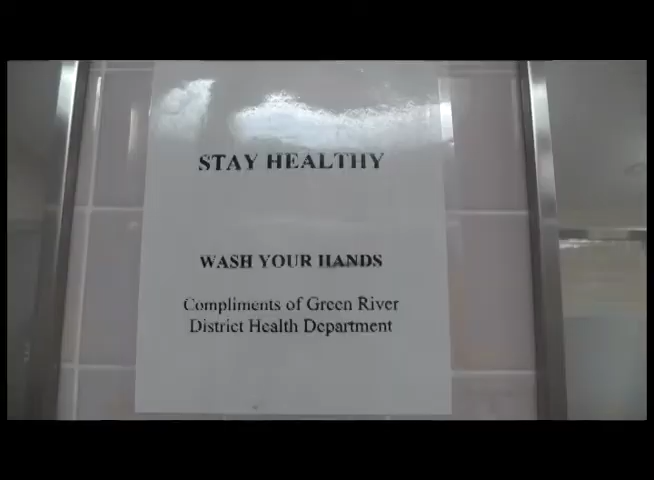 STAY HEALTHY
WASH YOUR HANDS
Compliments of Green River
District Health Department